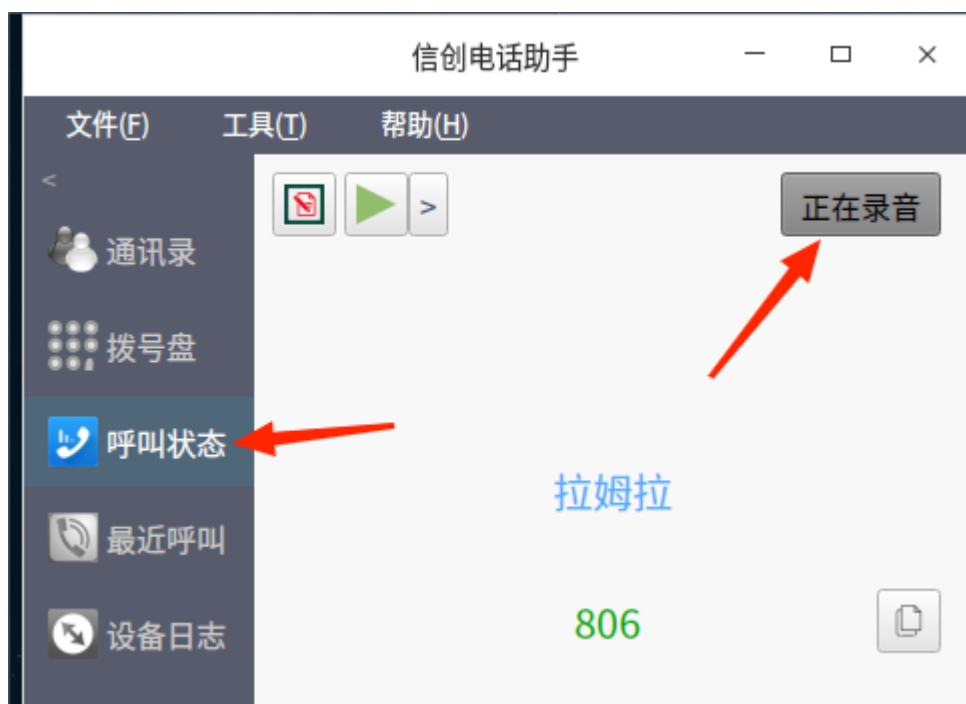 信创电话助手
文件(F) 工具(T) 帮助(H)
<
>
正在录音
通讯录
拨号盘
呼叫状态
最近呼叫
设备日志
拉姆拉
806